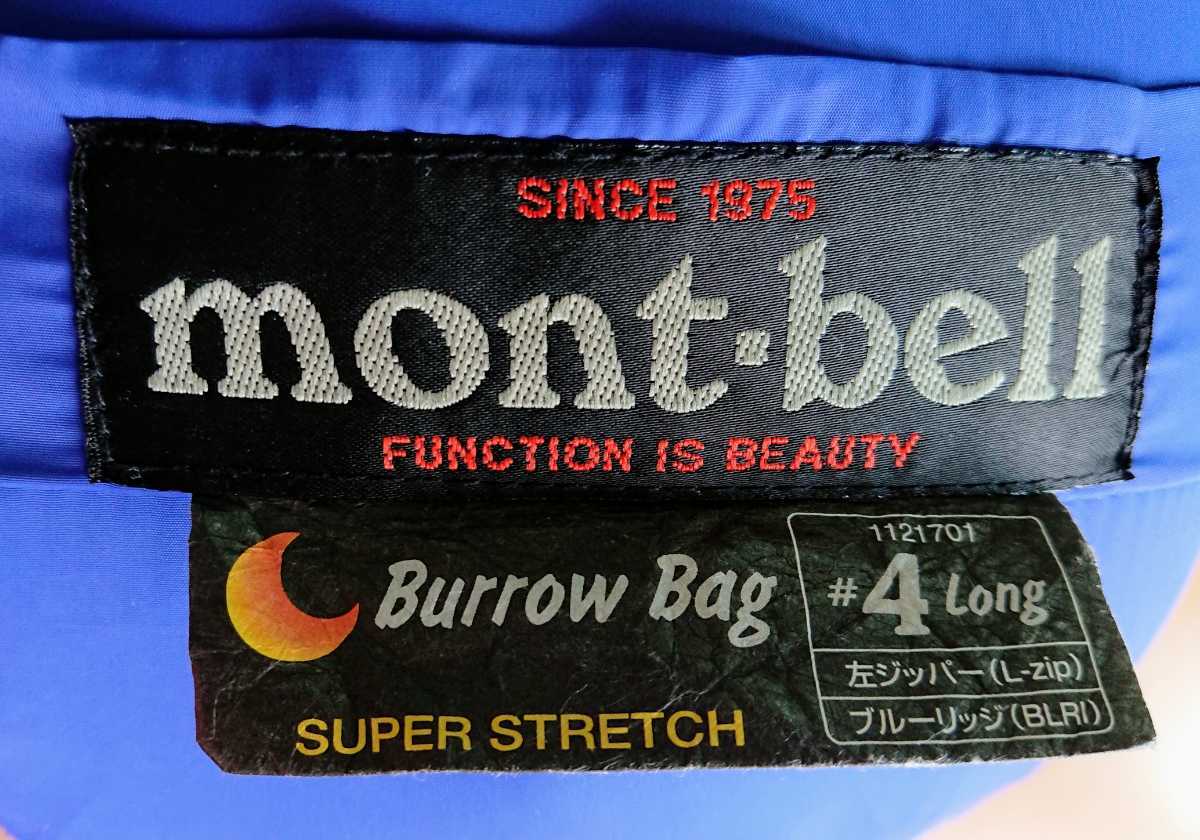 SINCE 1975
mont·bell
FUNCTION IS BEAUTY
Burrow Bag
SUPER STRETCH
1121701
#4 Long
左ジッパー(L-zip)
ブルーリッジ(BLRI)